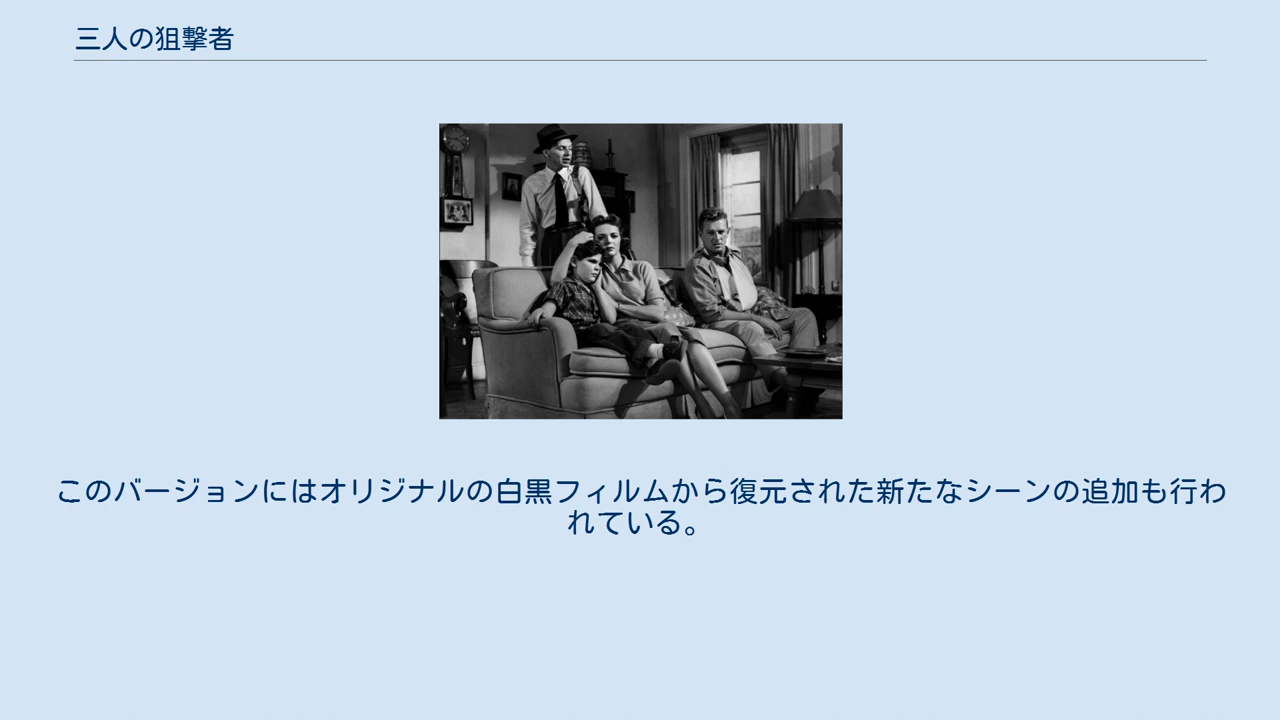 三人の狙撃者
このバージョンにはオリジナルの白黒フィルムから復元された新たなシーンの追加も行わ
れている。